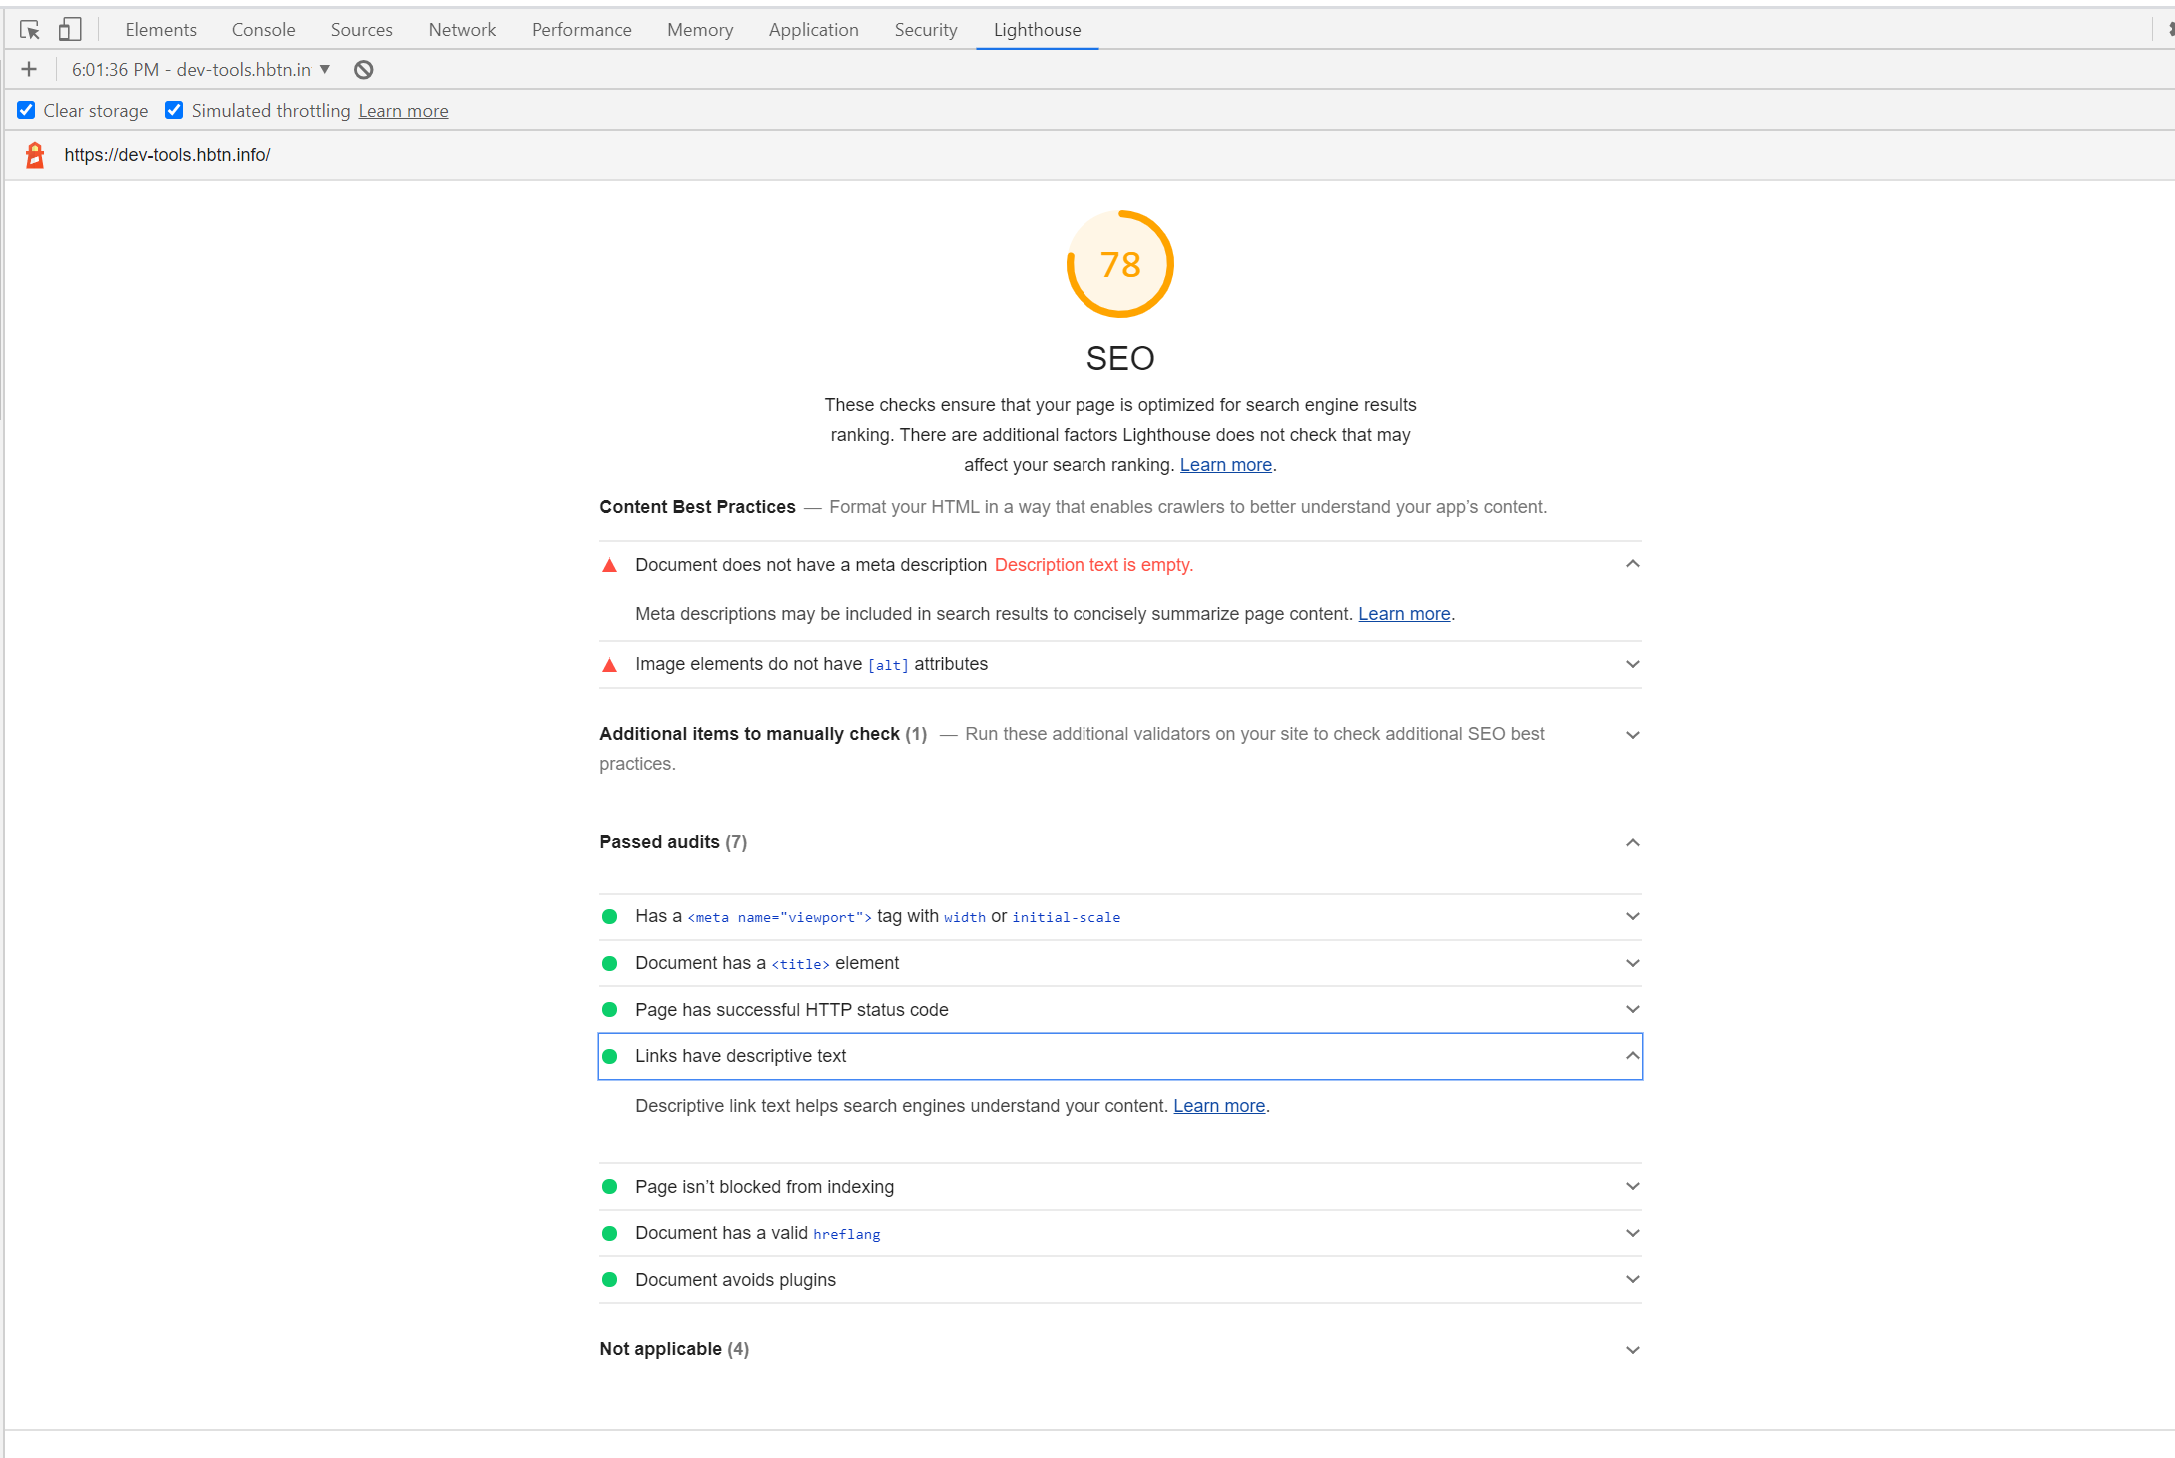 Elements Console Sources Network Performance Memory Application Security Lighthouse
6:01:36 PM - dev-tools.hbtn.in
Clear storage Simulated throttling Learn more
https://dev-tools.hbtn.info/
78
SEO
These checks ensure that your page is optimized for search engine results
ranking. There are additional factors Lighthouse does not check that may
affect your search ranking. Learn more.
Content Best Practices — Format your HTML in a way that enables crawlers to better understand your app’s content.
Document does not have a meta description Description text is empty.
Meta descriptions may be included in search results to concisely summarize page content. Learn more.
Image elements do not have [alt] attributes
Additional items to manually check (1) — Run these additional validators on your site to check additional SEO best
practices.
Passed audits (7)
Has a <meta name="viewport"> tag with width or initial-scale
Document has a <title> element
Page has successful HTTP status code
Links have descriptive text
Descriptive link text helps search engines understand your content. Learn more.
Page isn’t blocked from indexing
Document has a valid hreflang
Document avoids plugins
Not applicable (4)